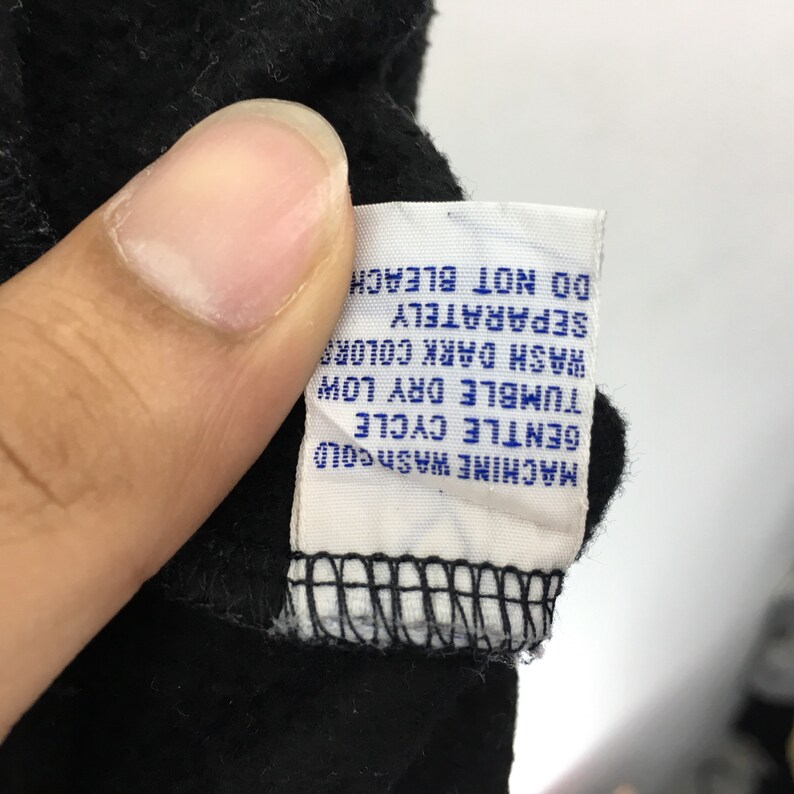 MACHINE WASH COLD
GENTLE CYCLE
TUMBLE DRY LOW
WASH DARK COLORS
SEPARATELY
DO NOT BLEACH